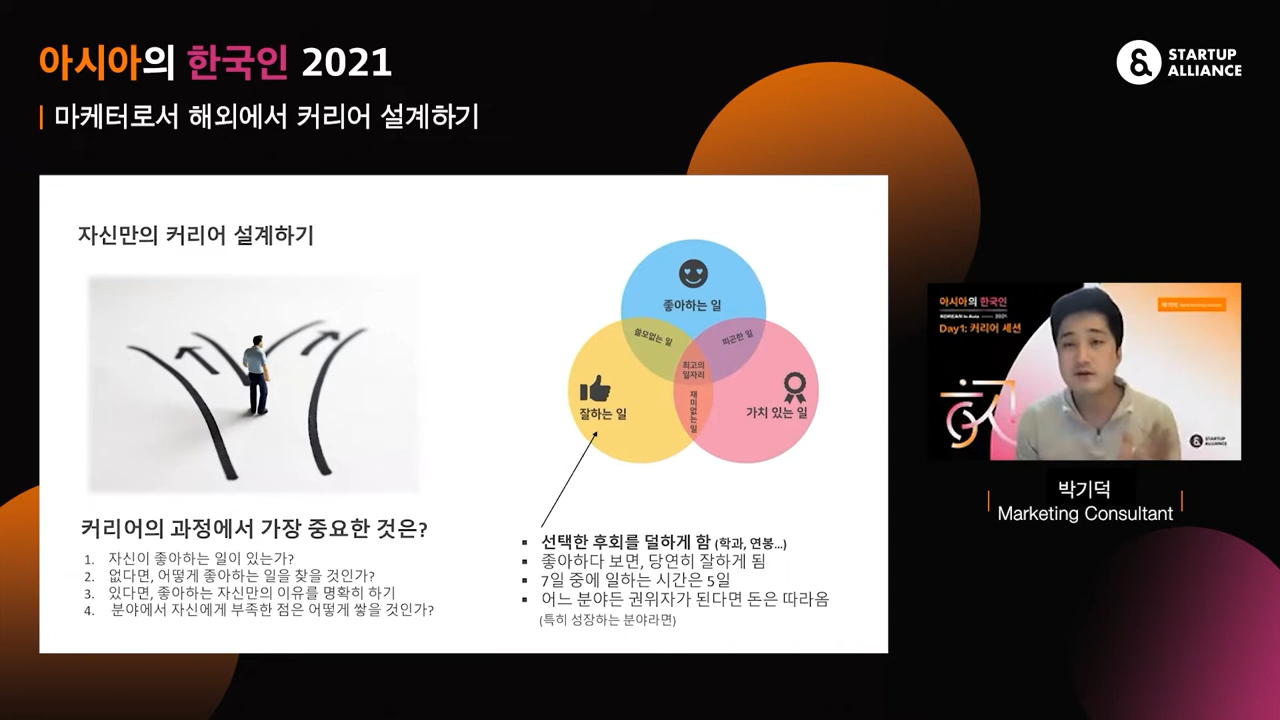 아시아의 한국인 2021
마케터로서 해외에서 커리어 설계하기
STARTUP
ALLIANCE
자신만의 커리어 설계하기
좋아하는 일
쓸모없는 일
피곤한 일
최고의
일자리
잘하는 일
재미없는 일
가치 있는 일
커리어의 과정에서 가장 중요한 것은?
1. 자신이 좋아하는 일이 있는가?
2. 없다면, 어떻게 좋아하는 일을 찾을 것인가?
3. 있다면, 좋아하는 자신만의 이유를 명확히 하기
4. 분야에서 자신에게 부족한 점은 어떻게 쌓을 것인가?
▪ 선택한 후회를 덜하게 함 (학과, 연봉...)
▪ 좋아하다 보면, 당연히 잘하게 됨
▪ 7일 중에 일하는 시간은 5일
▪ 어느 분야든 권위자가 된다면 돈은 따라옴
(특히 성장하는 분야라면)
아시아의 한국인
KOREAN in Asia 2021
Day1: 커리어 세션
STARTUP
ALLIANCE
박기덕
Marketing Consultant